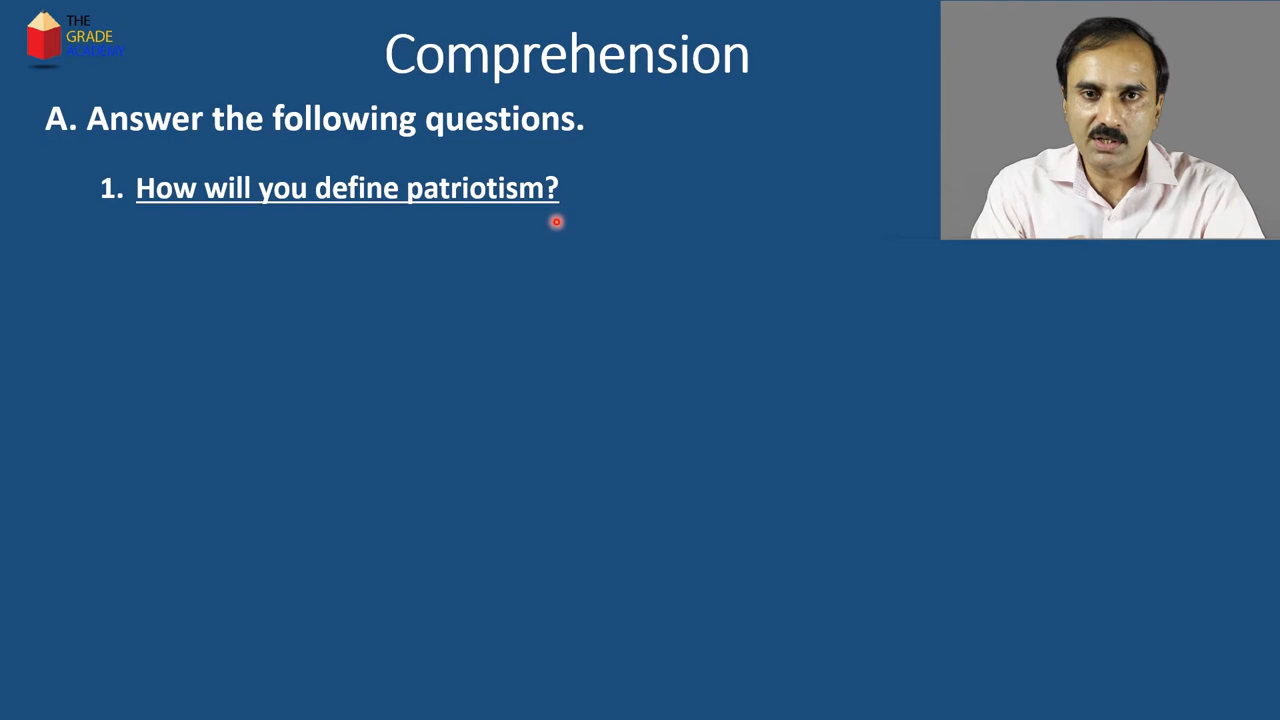 THE
GRADE
ACADEMY
Comprehension
A. Answer the following questions.
1. How will you define patriotism?